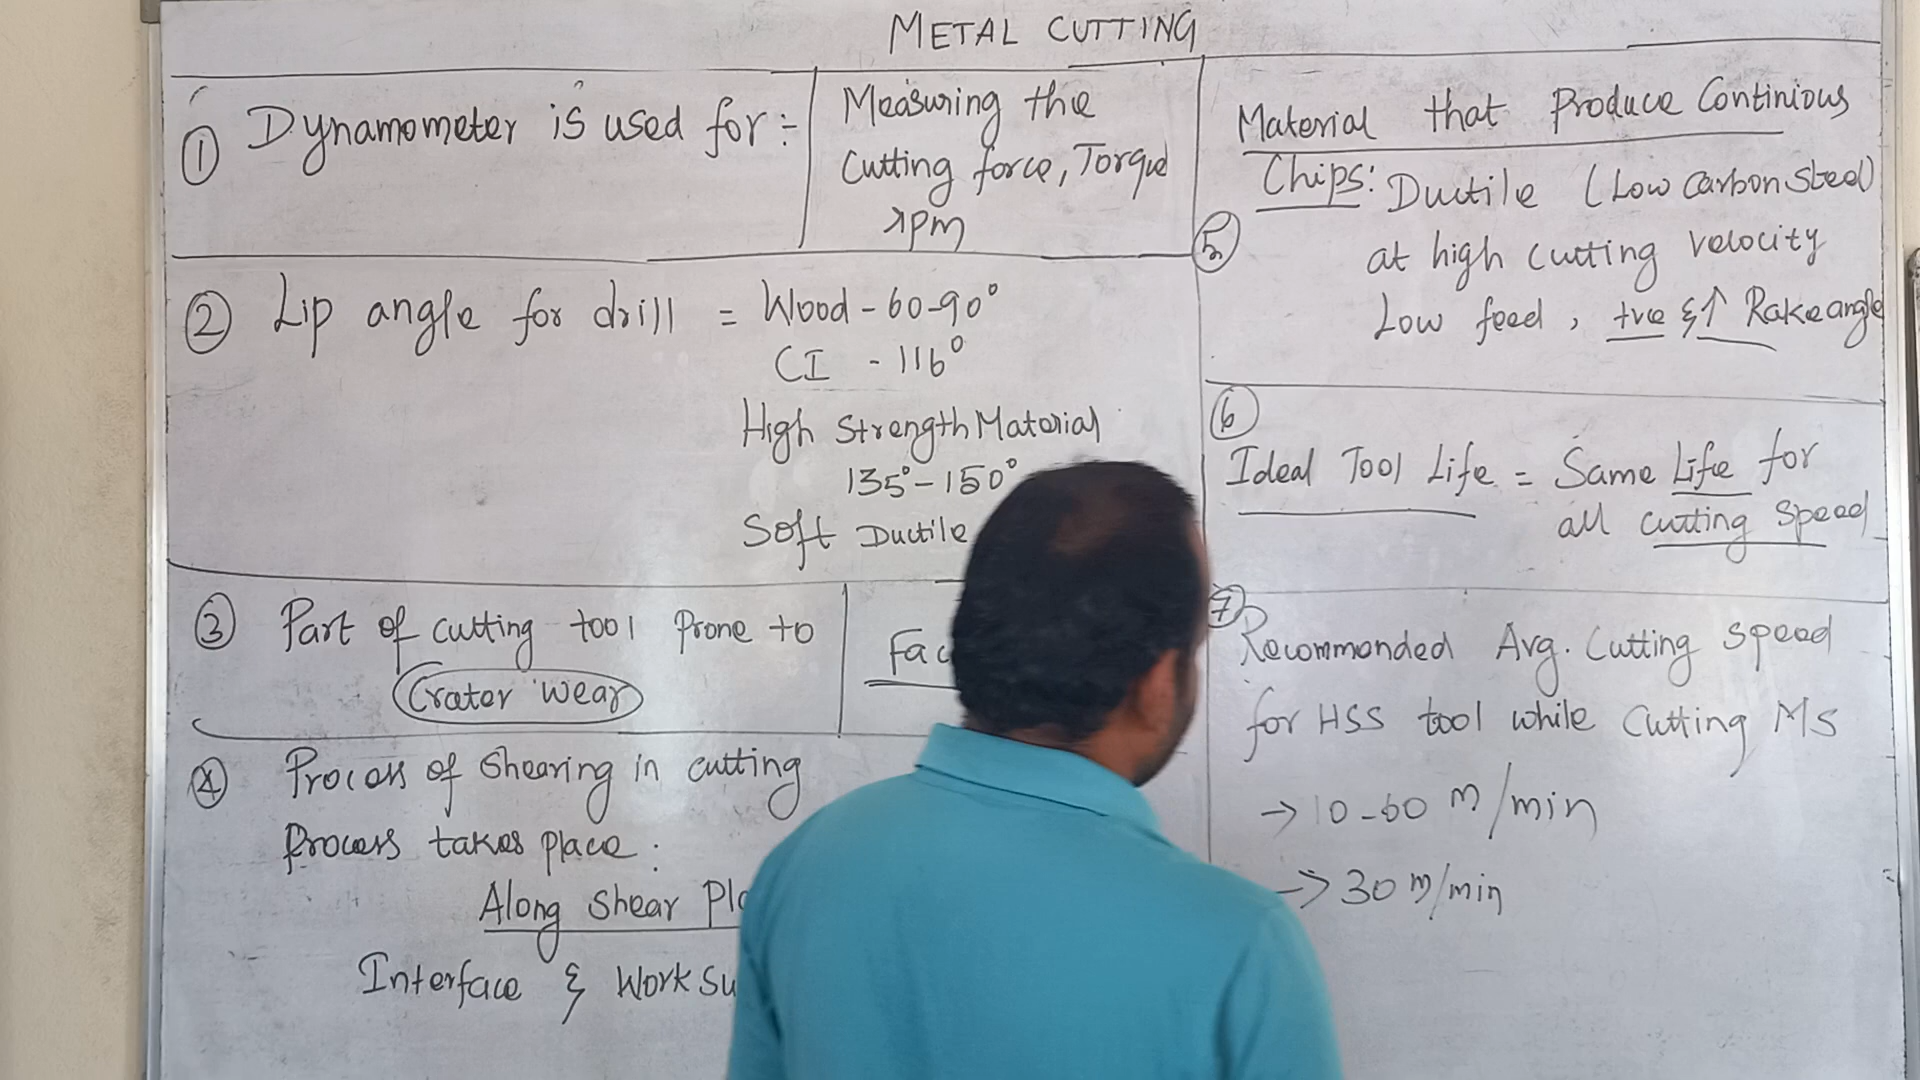 METAL CUTTING
① Dynamometer is used for :-
Measuring the
Cutting force, Torque
rpm
② Lip angle for drill = Wood - 60-90°
CI - 116°
High Strength Material
135° - 150°
Soft Ductile
③ Part of cutting tool Prone to
Crater wear
④ Process of Shearing in cutting
Process takes place :
Along Shear
Interface & Work
Material that Produce Continious
Chips: Ductile (Low Carbon Steel)
⑤ at high cutting velocity
Low feed, +ve &↑ Rake angle
⑥
Ideal Tool Life = Same Life for
all cutting speed
⑦ Recommended Avg. Cutting speed
for HSS tool while Cutting MS
→ 10-60 m/min
→ 30 m/min